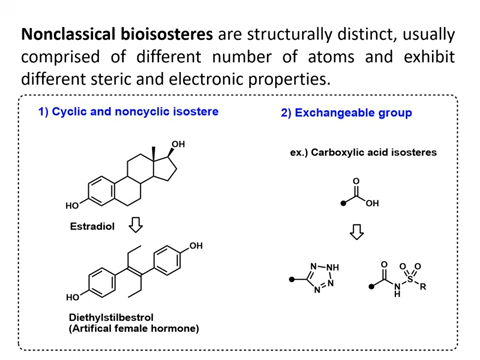 Nonclassical bioisosteres are structurally distinct, usually
comprised of different number of atoms and exhibit
different steric and electronic properties.
1) Cyclic and noncyclic isostere
OH
HO
Estradiol
OH
HO
Diethylstilbestrol
(Artifical female hormone)
2) Exchangeable group
ex.) Carboxylic acid isosteres
O
OH
N NH
N N
O O O
S
N R
H